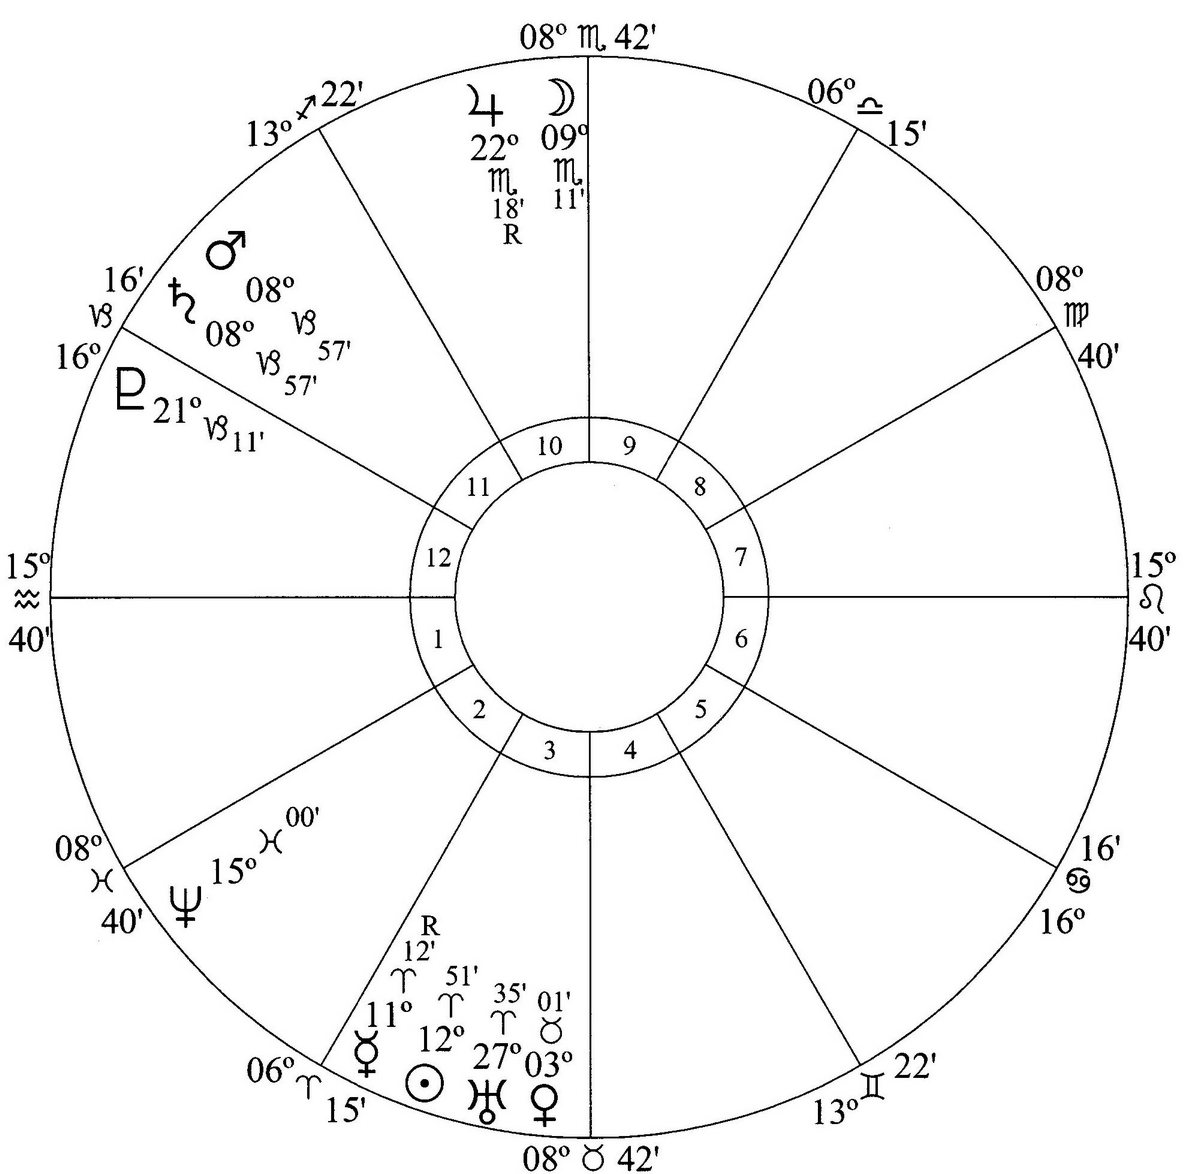 08º ♏ 42'
06º ♎ 15'
08º ♍ 40'
15º ♌ 40'
16' ♋ 16º
22' ♊ 13º
08º ♉ 42'
06º ♈ 15'
08º ♓ 40'
15º ♒ 40'
16' ♑ 16º
13º ♐ 22'
♃ 22º ♏ 18' R
☽ 09º ♏ 11'
♂ 08º ♑ 57'
♄ 08º ♑ 57'
♇ 21º ♑ 11'
♆ 15º ♓ 00'
☿ 11º ♈ 12' R
☉ 12º ♈ 51'
♅ 27º ♈ 35'
♀ 03º ♉ 01'
1
2
3
4
5
6
7
8
9
10
11
12